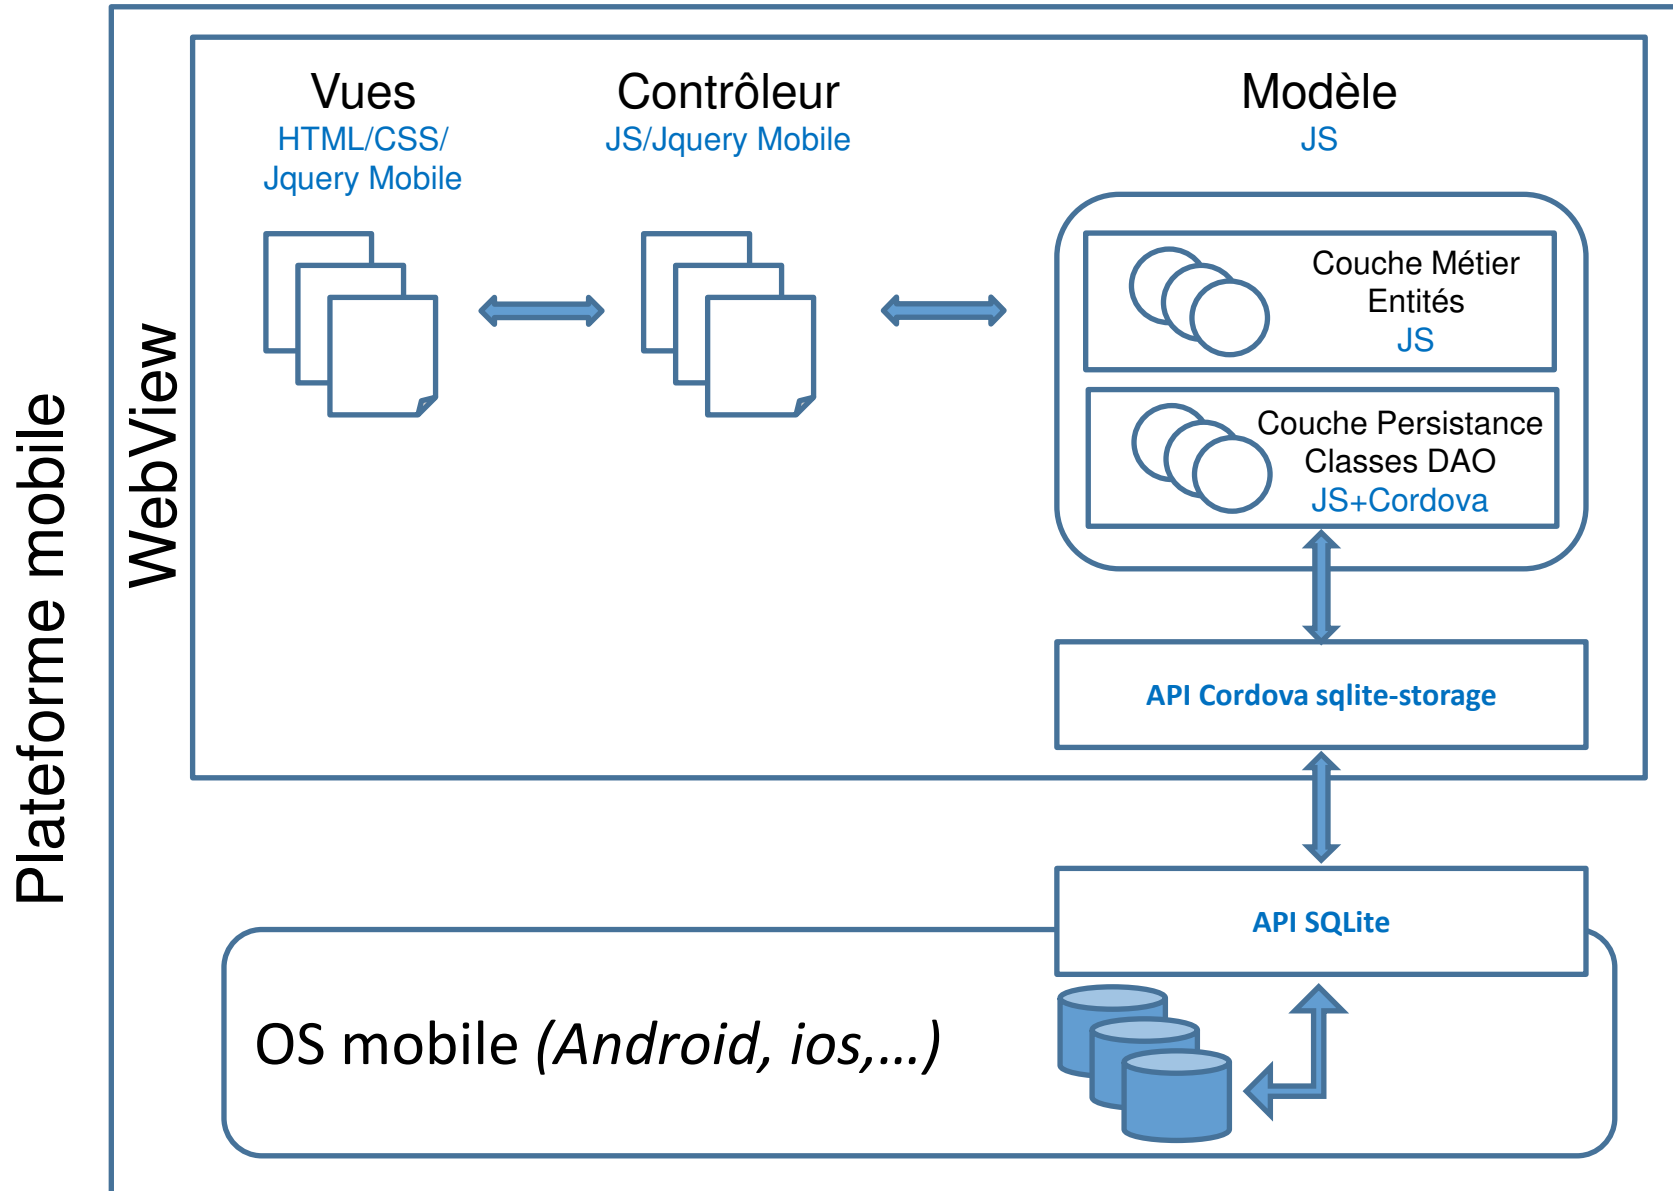 Plateforme mobile
WebView
Vues
HTML/CSS/
Jquery Mobile
Contrôleur
JS/Jquery Mobile
Modèle
JS
Couche Métier
Entités
JS
Couche Persistance
Classes DAO
JS+Cordova
API Cordova sqlite-storage
API SQLite
OS mobile (Android, ios,...)